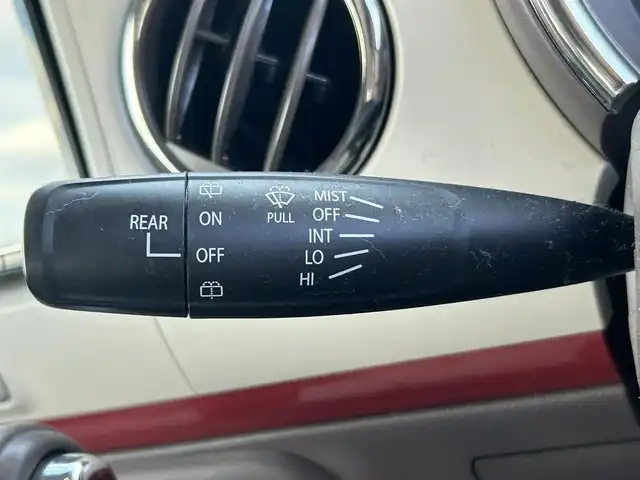 REAR
ON
OFF
PULL
MIST
OFF
INT
LO
HI